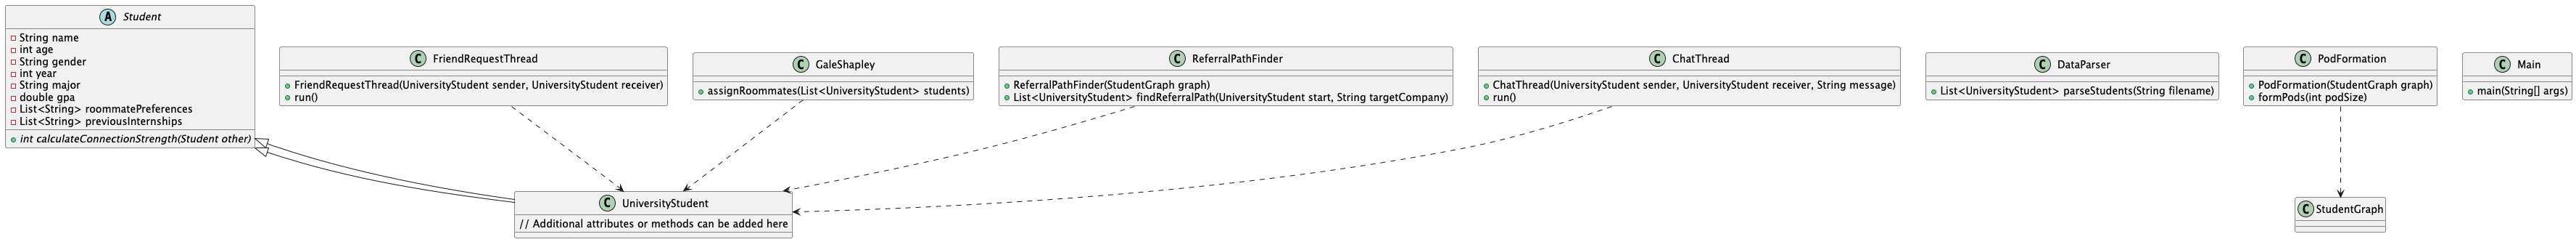 A Student
String name
int age
String gender
int year
String major
double gpa
List<String> roommatePreferences
List<String> previousInternships
int calculateConnectionStrength(Student other)
C FriendRequestThread
FriendRequestThread(UniversityStudent sender, UniversityStudent receiver)
run()
C GaleShapley
assignRoommates(List<UniversityStudent> students)
C ReferralPathFinder
ReferralPathFinder(StudentGraph graph)
List<UniversityStudent> findReferralPath(UniversityStudent start, String targetCompany)
C ChatThread
ChatThread(UniversityStudent sender, UniversityStudent receiver, String message)
run()
C DataParser
List<UniversityStudent> parseStudents(String filename)
C PodFormation
PodFormation(StudentGraph graph)
formPods(int podSize)
C Main
main(String[] args)
C UniversityStudent
// Additional attributes or methods can be added here
C StudentGraph